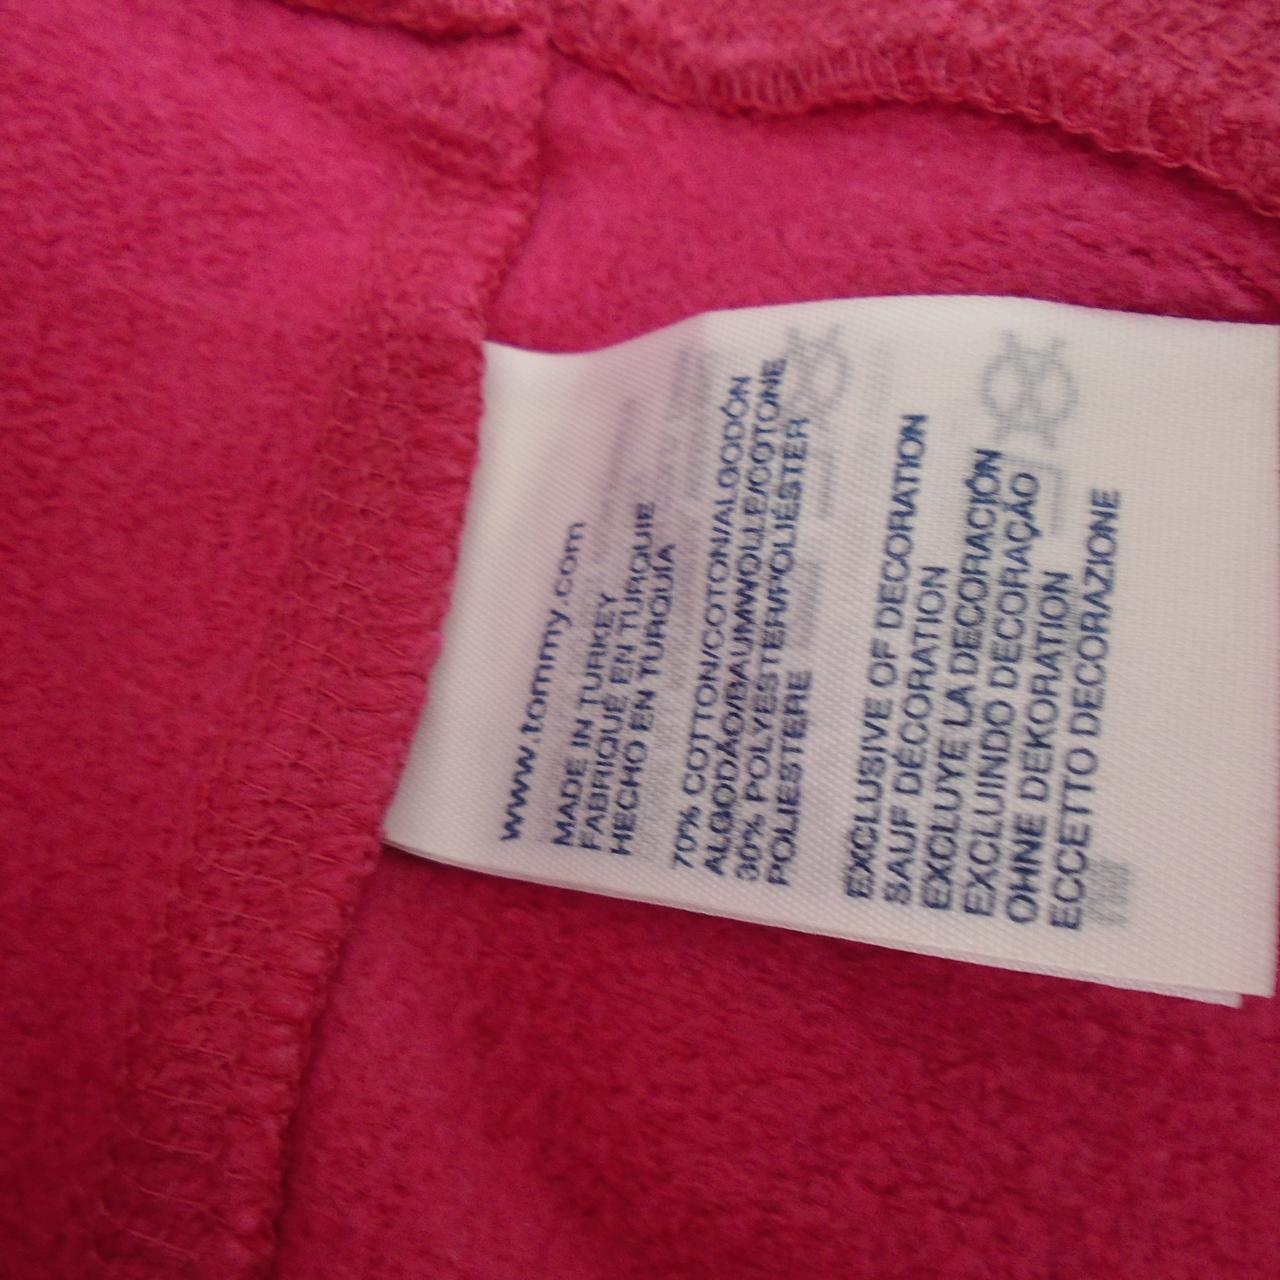 www.tommy.com
MADE IN TURKEY
FABRIQUÉ EN TURQUIE
HECHO EN TURQUÍA
70% COTTON/COTON/ALGODÓN
ALGODÃO/BAUMWOLLE/COTONE
30% POLYESTER/POLIÉSTER
POLIESTERE
EXCLUSIVE OF DECORATION
SAUF DÉCORATION
EXCLUYE LA DECORACIÓN
EXCLUINDO DECORAÇÃO
OHNE DEKORATION
ECCETTO DECORAZIONE